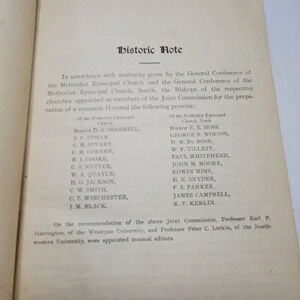 Historic Note
In accordance with authority given by the General Conference of
the Methodist Episcopal Church and the General Conference of the
Methodist Episcopal Church, South, the Bishops of the respective
churches appointed as members of the Joint Commission for the prepa-
ration of a common Hymnal the following persons:
Of the Methodist Episcopal
Church
BISHOP D. A. GOODSELL,
S. F. UPHAM,
C. M. STUART,
C. M. COBERN,
R. J. COOKE,
C. S. NUTTER,
W. A. QUAYLE,
H. G. JACKSON,
C. W. SMITH,
C. T. WINCHESTER,
J. M. BLACK.
Of the Methodist Episcopal
Church, South
BISHOP E. E. HOSS,
GEORGE B. WINTON,
H. M. Du BOSE,
W. F. TILLETT,
PAUL WHITEHEAD,
JOHN M. MOORE,
EDWIN MIMS,
H. N. SNYDER,
F. S. PARKER,
JAMES CAMPBELL,
R. T. KERLIN.
On the recommendation of the above Joint Commission, Professor Karl P.
Harrington, of the Wesleyan University, and Professor Peter C. Lutkin, of the North-
western University, were appointed musical editors.